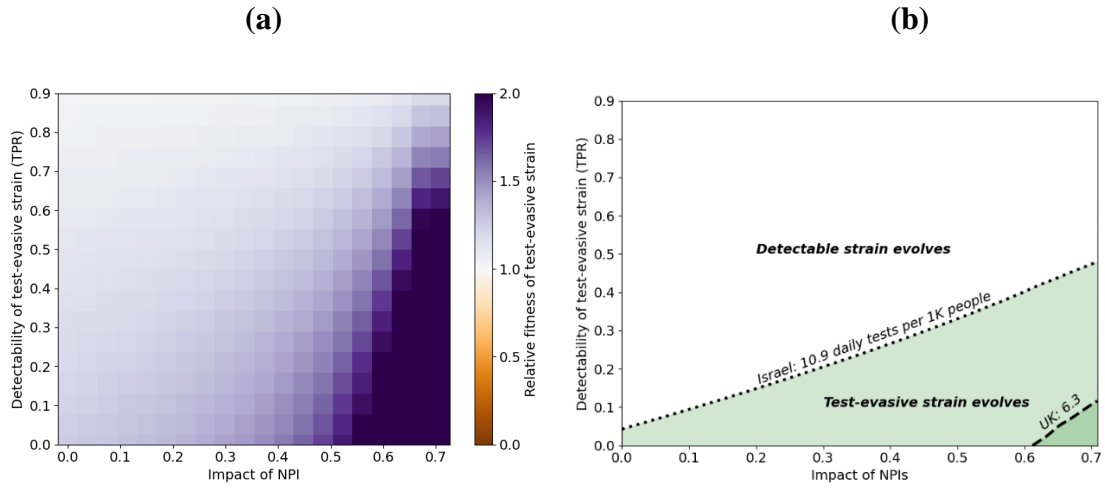 (a)
(b)
0.9
0.8
0.7
0.6
0.5
0.4
0.3
0.2
0.1
0.0
Detectability of test-evasive strain (TPR)
0.0 0.1 0.2 0.3 0.4 0.5 0.6 0.7
Impact of NPI
2.0
1.5
1.0
0.5
0.0
Relative fitness of test-evasive strain
0.9
0.8
0.7
0.6
0.5
0.4
0.3
0.2
0.1
0.0
Detectability of test-evasive strain (TPR)
Detectable strain evolves
Israel: 10.9 daily tests per 1K people
Test-evasive strain evolves
UK: 6.3
0.0 0.1 0.2 0.3 0.4 0.5 0.6 0.7
Impact of NPIs